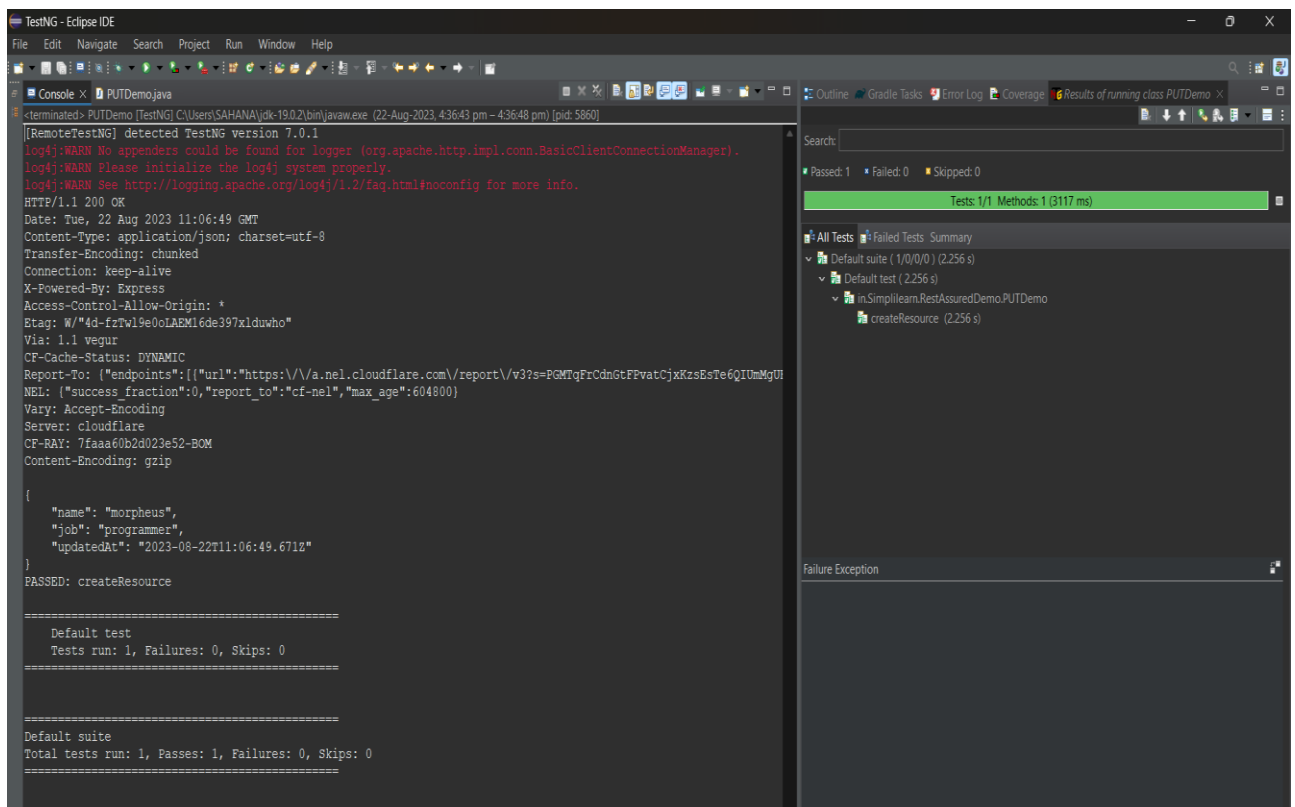 TestNG - Eclipse IDE
File Edit Navigate Search Project Run Window Help
Console × PUTDemo.java
<terminated> PUTDemo [TestNG] C:\Users\SAHANA\jdk-19.0.2\bin\javaw.exe (22-Aug-2023, 4:36:43 pm – 4:36:48 pm) [pid: 5860]
[RemoteTestNG] detected TestNG version 7.0.1
log4j:WARN No appenders could be found for logger (org.apache.http.impl.conn.BasicClientConnectionManager).
log4j:WARN Please initialize the log4j system properly.
log4j:WARN See http://logging.apache.org/log4j/1.2/faq.html#noconfig for more info.
HTTP/1.1 200 OK
Date: Tue, 22 Aug 2023 11:06:49 GMT
Content-Type: application/json; charset=utf-8
Transfer-Encoding: chunked
Connection: keep-alive
X-Powered-By: Express
Access-Control-Allow-Origin: *
Etag: W/"4d-fzTwl9e0oLAEM16de397xlduwho"
Via: 1.1 vegur
CF-Cache-Status: DYNAMIC
Report-To: {"endpoints":[{"url":"https:\/\/a.nel.cloudflare.com\/report\/v3?s=PGMTqFrCdnGtFPvatCjxKzsEsTe6QIUmMgUH
NEL: {"success_fraction":0,"report_to":"cf-nel","max_age":604800}
Vary: Accept-Encoding
Server: cloudflare
CF-RAY: 7faaa60b2d023e52-BOM
Content-Encoding: gzip
{
"name": "morpheus",
"job": "programmer",
"updatedAt": "2023-08-22T11:06:49.671Z"
}
PASSED: createResource
===============================================
Default test
Tests run: 1, Failures: 0, Skips: 0
===============================================
===============================================
Default suite
Total tests run: 1, Passes: 1, Failures: 0, Skips: 0
===============================================
Outline Gradle Tasks Error Log Coverage Results of running class PUTDemo ×
Search:
Passed: 1 Failed: 0 Skipped: 0
Tests: 1/1 Methods: 1 (3117 ms)
All Tests Failed Tests Summary
Default suite ( 1/0/0/0 ) (2.256 s)
Default test ( 2.256 s)
in.Simplilearn.RestAssuredDemo.PUTDemo
createResource (2.256 s)
Failure Exception